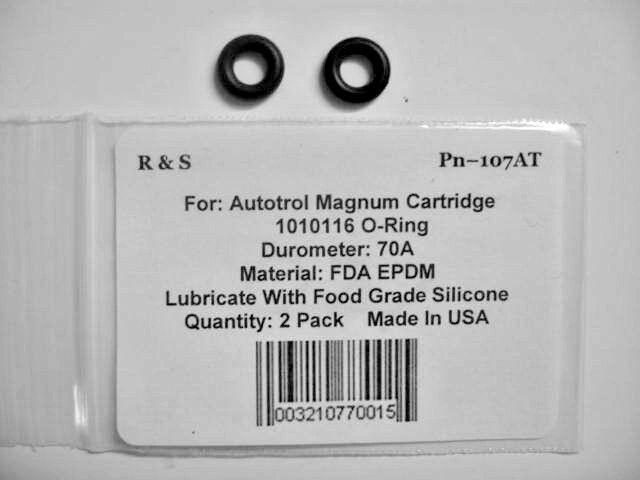 R & S Pn–107AT
For: Autotrol Magnum Cartridge
1010116 O-Ring
Durometer: 70A
Material: FDA EPDM
Lubricate With Food Grade Silicone
Quantity: 2 Pack Made In USA
003210770015